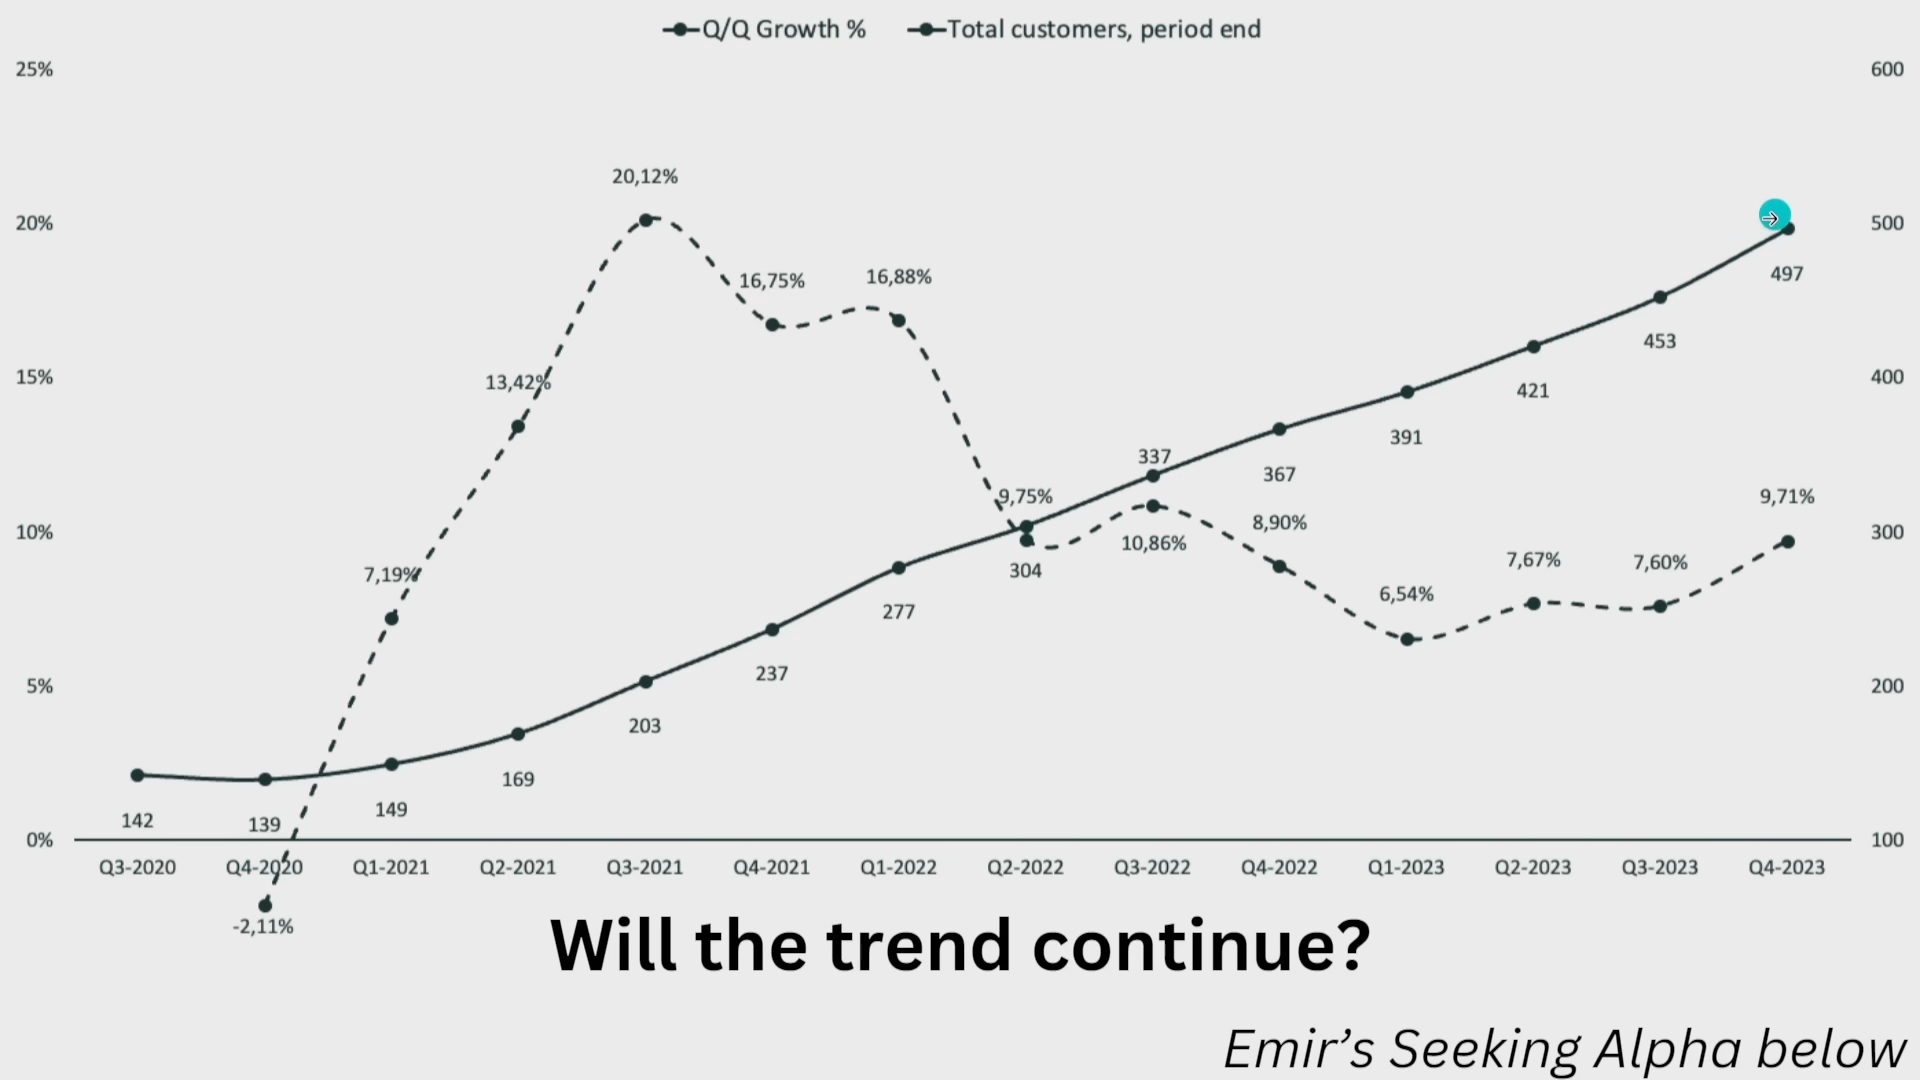 Q/Q Growth % Total customers, period end
25% 600
20,12%
20% 500
16,75% 16,88% 497
15% 13,42% 453 400
421
391
337
367
9,75% 9,71%
10% 10,86% 8,90% 300
304
7,19% 7,67% 7,60%
6,54%
277
5% 237 200
203
169
149
142 139
0% 100
Q3-2020 Q4-2020 Q1-2021 Q2-2021 Q3-2021 Q4-2021 Q1-2022 Q2-2022 Q3-2022 Q4-2022 Q1-2023 Q2-2023 Q3-2023 Q4-2023
-2,11%
Will the trend continue?
Emir's Seeking Alpha below